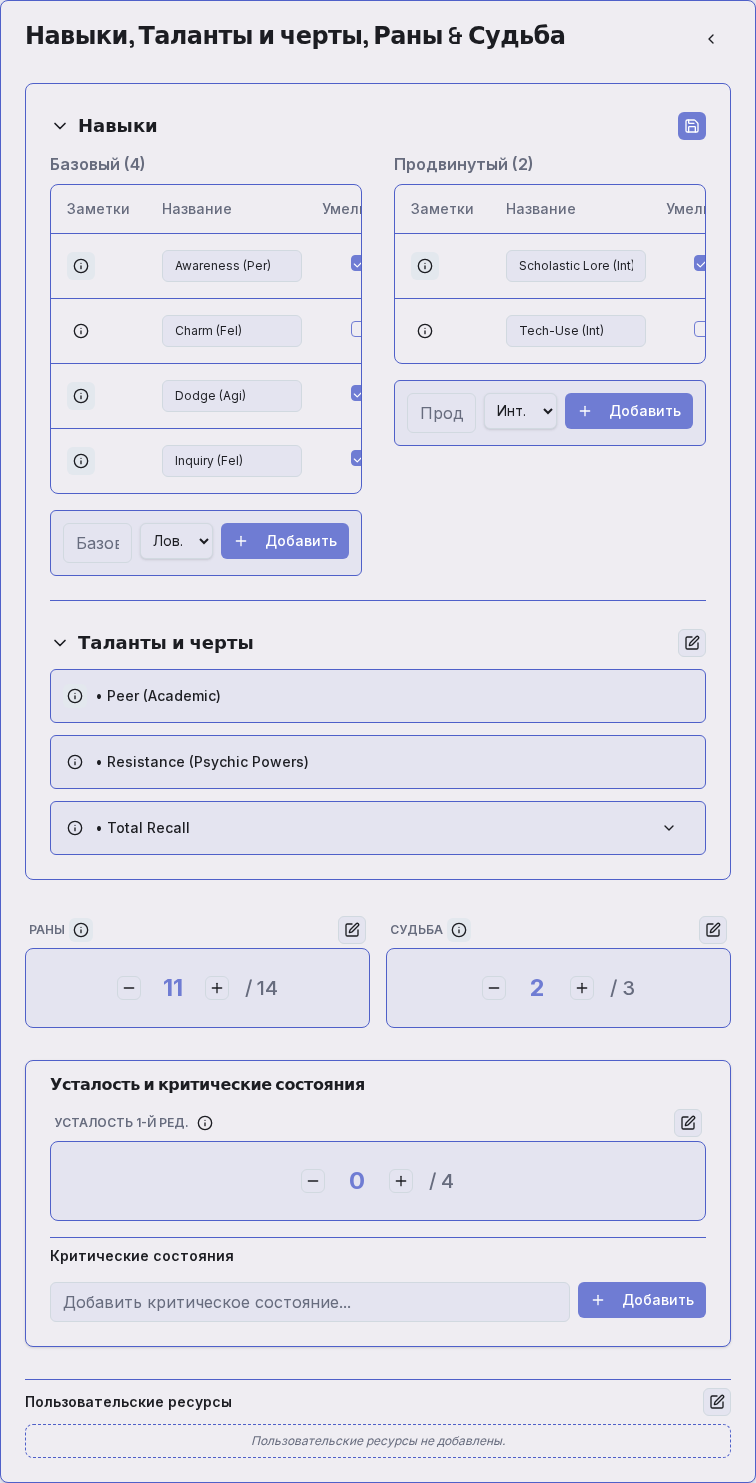 Навыки, Таланты и черты, Раны & Судьба
Навыки
Базовый (4)
Заметки Название
Awareness (Per)
Charm (Fel)
Dodge (Agi)
Inquiry (Fel)
Лов. Добавить
Продвинутый (2)
Заметки Название
Scholastic Lore (Int)
Tech-Use (Int)
Прод Инт. Добавить
Таланты и черты
• Peer (Academic)
• Resistance (Psychic Powers)
• Total Recall
РАНЫ
11 / 14
СУДЬБА
2 / 3
Усталость и критические состояния
УСТАЛОСТЬ 1-Й РЕД.
0 / 4
Критические состояния
Добавить критическое состояние... Добавить
Пользовательские ресурсы
Пользовательские ресурсы не добавлены.